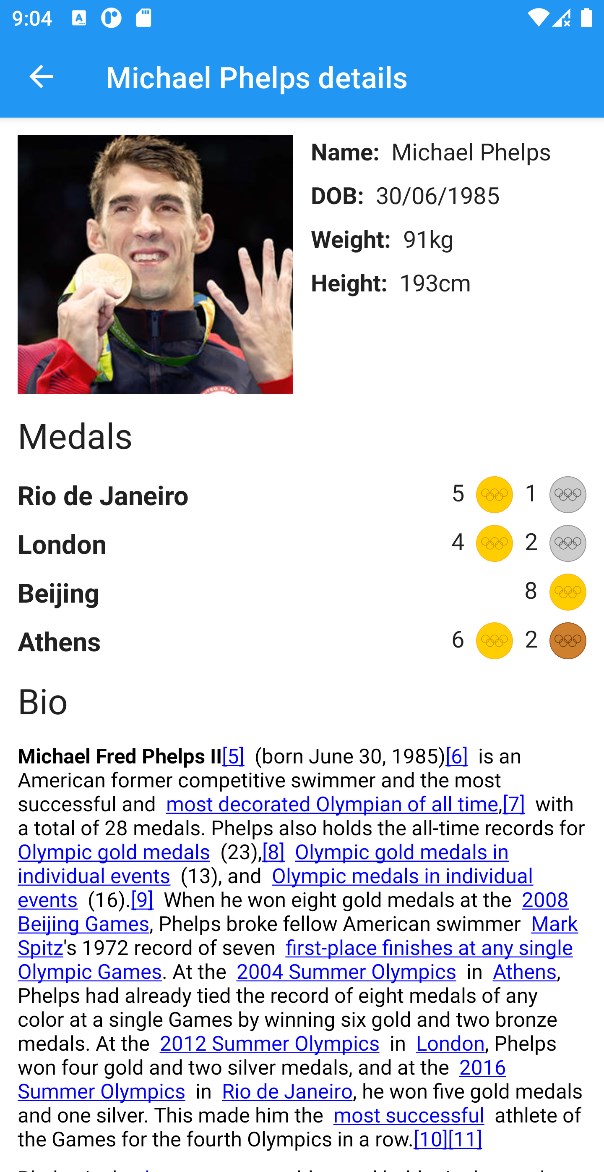 9:04
Michael Phelps details
Name: Michael Phelps
DOB: 30/06/1985
Weight: 91kg
Height: 193cm
Medals
Rio de Janeiro 5 1
London 4 2
Beijing 8
Athens 6 2
Bio
Michael Fred Phelps II[5] (born June 30, 1985)[6] is an
American former competitive swimmer and the most
successful and most decorated Olympian of all time,[7] with
a total of 28 medals. Phelps also holds the all-time records for
Olympic gold medals (23),[8] Olympic gold medals in
individual events (13), and Olympic medals in individual
events (16).[9] When he won eight gold medals at the 2008
Beijing Games, Phelps broke fellow American swimmer Mark
Spitz's 1972 record of seven first-place finishes at any single
Olympic Games. At the 2004 Summer Olympics in Athens,
Phelps had already tied the record of eight medals of any
color at a single Games by winning six gold and two bronze
medals. At the 2012 Summer Olympics in London, Phelps
won four gold and two silver medals, and at the 2016
Summer Olympics in Rio de Janeiro, he won five gold medals
and one silver. This made him the most successful athlete of
the Games for the fourth Olympics in a row.[10][11]